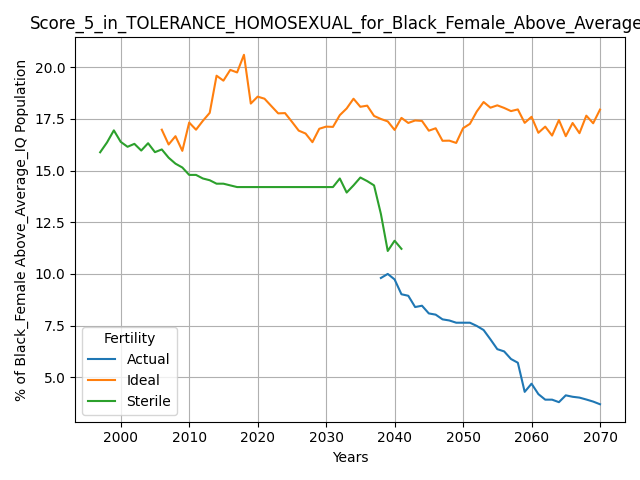 Score_5_in_TOLERANCE_HOMOSEXUAL_for_Black_Female_Above_Average
% of Black_Female Above_Average_IQ Population
20.0
17.5
15.0
12.5
10.0
7.5
5.0
Fertility
Actual
Ideal
Sterile
2000 2010 2020 2030 2040 2050 2060 2070
Years